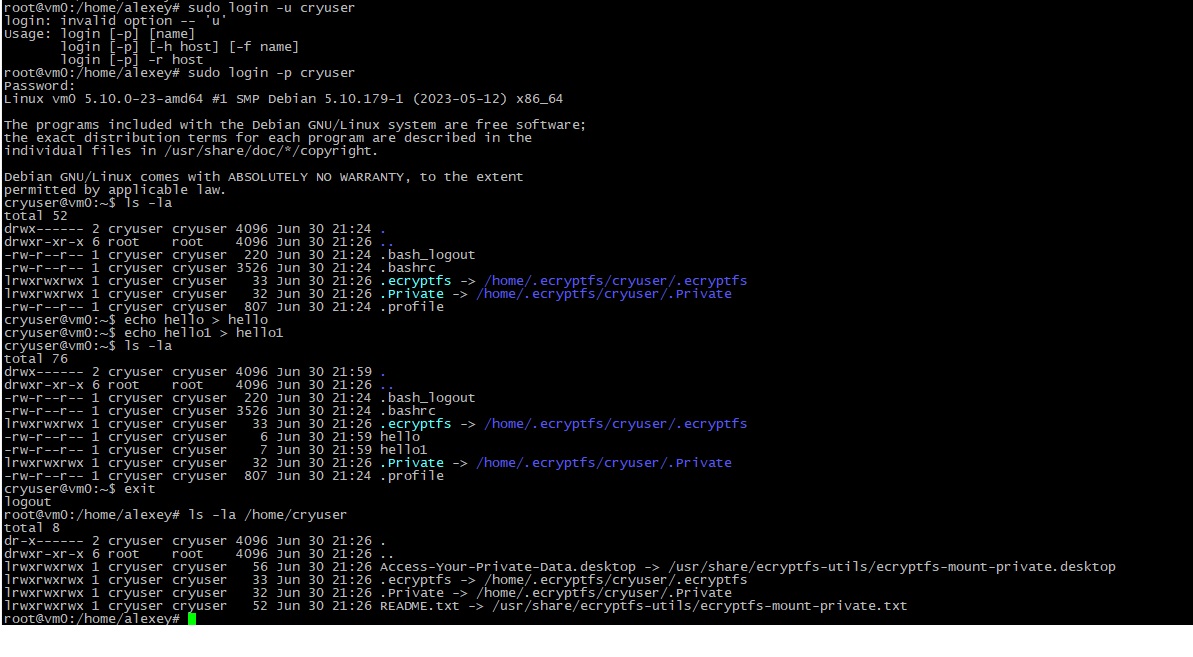 root@vm0:/home/alexey# sudo login -u cryuser
login: invalid option -- 'u'
Usage: login [-p] [name]
       login [-p] [-h host] [-f name]
       login [-p] -r host
root@vm0:/home/alexey# sudo login -p cryuser
Password:
Linux vm0 5.10.0-23-amd64 #1 SMP Debian 5.10.179-1 (2023-05-12) x86_64

The programs included with the Debian GNU/Linux system are free software;
the exact distribution terms for each program are described in the
individual files in /usr/share/doc/*/copyright.

Debian GNU/Linux comes with ABSOLUTELY NO WARRANTY, to the extent
permitted by applicable law.
cryuser@vm0:~$ ls -la
total 52
drwx------ 2 cryuser cryuser 4096 Jun 30 21:24 .
drwxr-xr-x 6 root    root    4096 Jun 30 21:26 ..
-rw-r--r-- 1 cryuser cryuser  220 Jun 30 21:24 .bash_logout
-rw-r--r-- 1 cryuser cryuser 3526 Jun 30 21:24 .bashrc
lrwxrwxrwx 1 cryuser cryuser   33 Jun 30 21:26 .ecryptfs -> /home/.ecryptfs/cryuser/.ecryptfs
lrwxrwxrwx 1 cryuser cryuser   32 Jun 30 21:26 .Private -> /home/.ecryptfs/cryuser/.Private
-rw-r--r-- 1 cryuser cryuser  807 Jun 30 21:24 .profile
cryuser@vm0:~$ echo hello > hello
cryuser@vm0:~$ echo hello1 > hello1
cryuser@vm0:~$ ls -la
total 76
drwx------ 2 cryuser cryuser 4096 Jun 30 21:59 .
drwxr-xr-x 6 root    root    4096 Jun 30 21:26 ..
-rw-r--r-- 1 cryuser cryuser  220 Jun 30 21:24 .bash_logout
-rw-r--r-- 1 cryuser cryuser 3526 Jun 30 21:24 .bashrc
lrwxrwxrwx 1 cryuser cryuser   33 Jun 30 21:26 .ecryptfs -> /home/.ecryptfs/cryuser/.ecryptfs
-rw-r--r-- 1 cryuser cryuser    6 Jun 30 21:59 hello
-rw-r--r-- 1 cryuser cryuser    7 Jun 30 21:59 hello1
lrwxrwxrwx 1 cryuser cryuser   32 Jun 30 21:26 .Private -> /home/.ecryptfs/cryuser/.Private
-rw-r--r-- 1 cryuser cryuser  807 Jun 30 21:24 .profile
cryuser@vm0:~$ exit
logout
root@vm0:/home/alexey# ls -la /home/cryuser
total 8
dr-x------ 2 cryuser cryuser 4096 Jun 30 21:26 .
drwxr-xr-x 6 root    root    4096 Jun 30 21:26 ..
lrwxrwxrwx 1 cryuser cryuser   56 Jun 30 21:26 Access-Your-Private-Data.desktop -> /usr/share/ecryptfs-utils/ecryptfs-mount-private.desktop
lrwxrwxrwx 1 cryuser cryuser   33 Jun 30 21:26 .ecryptfs -> /home/.ecryptfs/cryuser/.ecryptfs
lrwxrwxrwx 1 cryuser cryuser   32 Jun 30 21:26 .Private -> /home/.ecryptfs/cryuser/.Private
lrwxrwxrwx 1 cryuser cryuser   52 Jun 30 21:26 README.txt -> /usr/share/ecryptfs-utils/ecryptfs-mount-private.txt
root@vm0:/home/alexey#